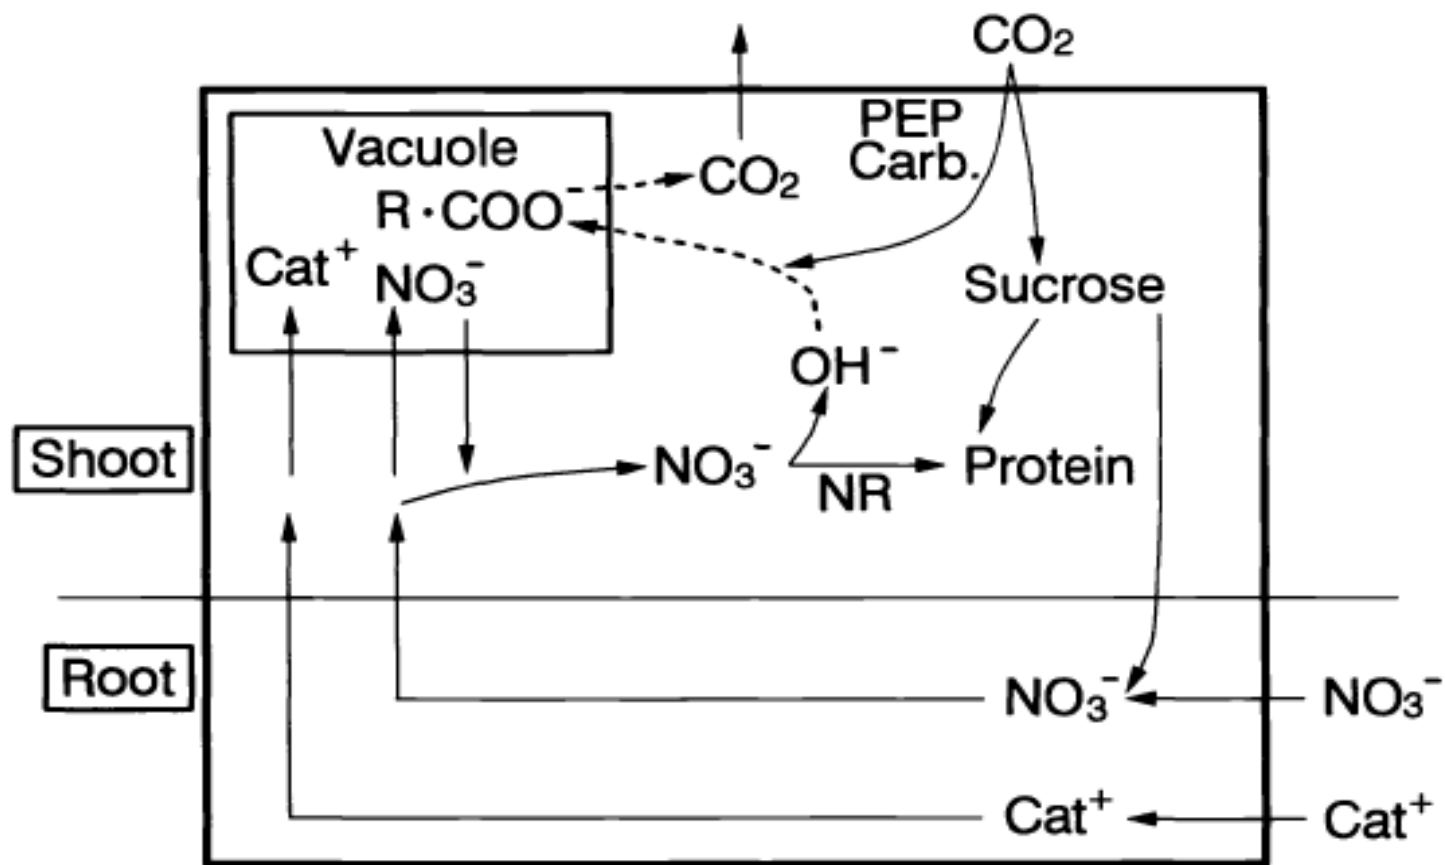 CO₂
PEP
Carb.
Vacuole
CO₂
R·COO
Cat⁺
NO₃⁻
Sucrose
OH⁻
Shoot
NO₃⁻
Protein
NR
Root
NO₃⁻
NO₃⁻
Cat⁺
Cat⁺